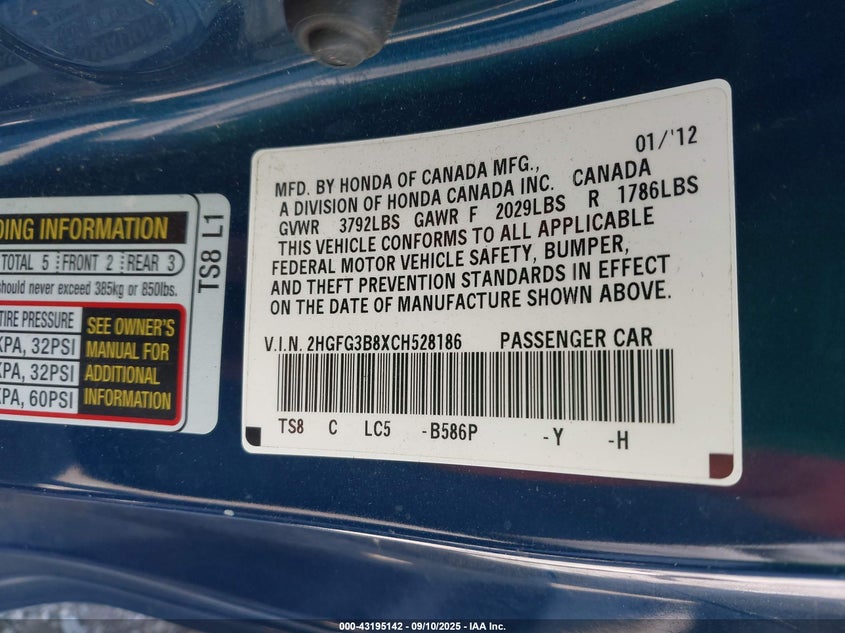 DING INFORMATION
TOTAL 5 FRONT 2 REAR 3
should never exceed 385kg or 850lbs.
TIRE PRESSURE
KPA, 32PSI
KPA, 32PSI
KPA, 60PSI
SEE OWNER'S
MANUAL FOR
ADDITIONAL
INFORMATION
TS8 L1
01/'12
MFD. BY HONDA OF CANADA MFG.,
A DIVISION OF HONDA CANADA INC. CANADA
GVWR 3792LBS GAWR F 2029LBS R 1786LBS
THIS VEHICLE CONFORMS TO ALL APPLICABLE
FEDERAL MOTOR VEHICLE SAFETY, BUMPER,
AND THEFT PREVENTION STANDARDS IN EFFECT
ON THE DATE OF MANUFACTURE SHOWN ABOVE.
V.I.N. 2HGFG3B8XCH528186 PASSENGER CAR
TS8 C LC5 -B586P -Y -H
000-43195142 - 09/10/2025 - IAA Inc.